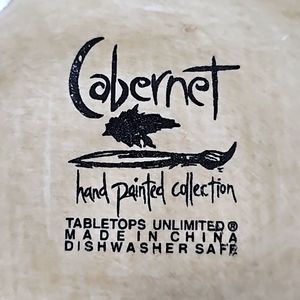 Cabernet
hand painted collection
TABLETOPS UNLIMITED®
MADE IN CHINA
DISHWASHER SAFE